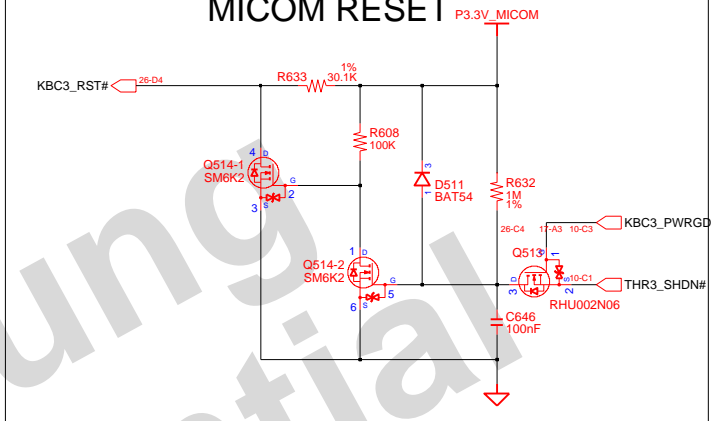 MICOM RESET
P3.3V_MICOM
KBC3_RST#
26-D4
R633
1%
30.1K
R608
100K
4
D
Q514-1
SM6K2
G
2
3
S
3
D511
BAT54
1
R632
1M
1%
26-C4
17-A3
10-C3
KBC3_PWRGD
1
D
Q514-2
SM6K2
G
5
6
S
Q513
G
1
D
3
S
2
10-C1
THR3_SHDN#
RHU002N06
C646
100nF
ung
ential